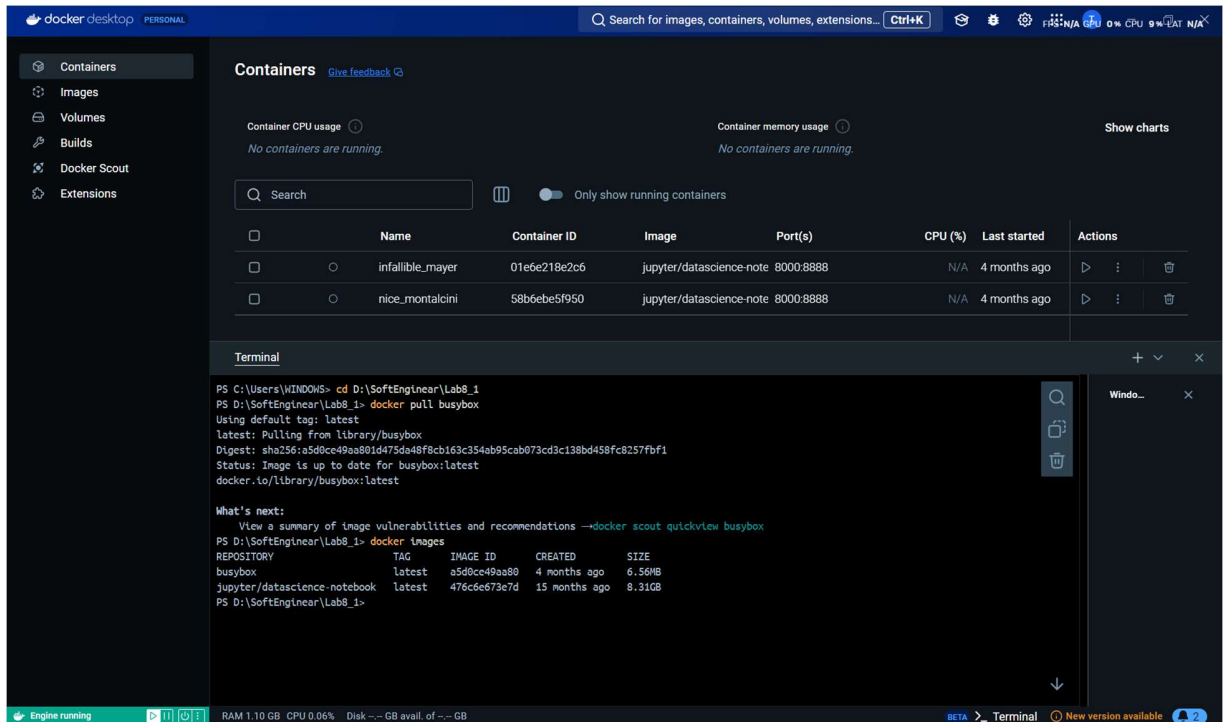 docker desktop PERSONAL
Search for images, containers, volumes, extensions... Ctrl+K
N/A GPU 0% CPU 9% LAT N/A
Containers
Images
Volumes
Builds
Docker Scout
Extensions
Containers Give feedback
Container CPU usage
No containers are running.
Container memory usage
No containers are running.
Show charts
Search
Only show running containers
Name Container ID Image Port(s) CPU (%) Last started Actions
infallible_mayer 01e6e218e2c6 jupyter/datascience-note 8000:8888 N/A 4 months ago
nice_montalcini 58b6ebe5f950 jupyter/datascience-note 8000:8888 N/A 4 months ago
Terminal
PS C:\Users\WINDOWS> cd D:\SoftEnginear\Lab8_1
PS D:\SoftEnginear\Lab8_1> docker pull busybox
Using default tag: latest
latest: Pulling from library/busybox
Digest: sha256:a5d0ce49aa801d475da48f8cb163c354ab95cab073cd3c138bd458fc8257fbf1
Status: Image is up to date for busybox:latest
docker.io/library/busybox:latest
What's next:
View a summary of image vulnerabilities and recommendations →docker scout quickview busybox
PS D:\SoftEnginear\Lab8_1> docker images
REPOSITORY TAG IMAGE ID CREATED SIZE
busybox latest a5d0ce49aa80 4 months ago 6.56MB
jupyter/datascience-notebook latest 476c6e673e7d 15 months ago 8.31GB
PS D:\SoftEnginear\Lab8_1>
Windo...
Engine running
RAM 1.10 GB CPU 0.06% Disk --.-- GB avail. of --.-- GB
BETA >_ Terminal New version available 2